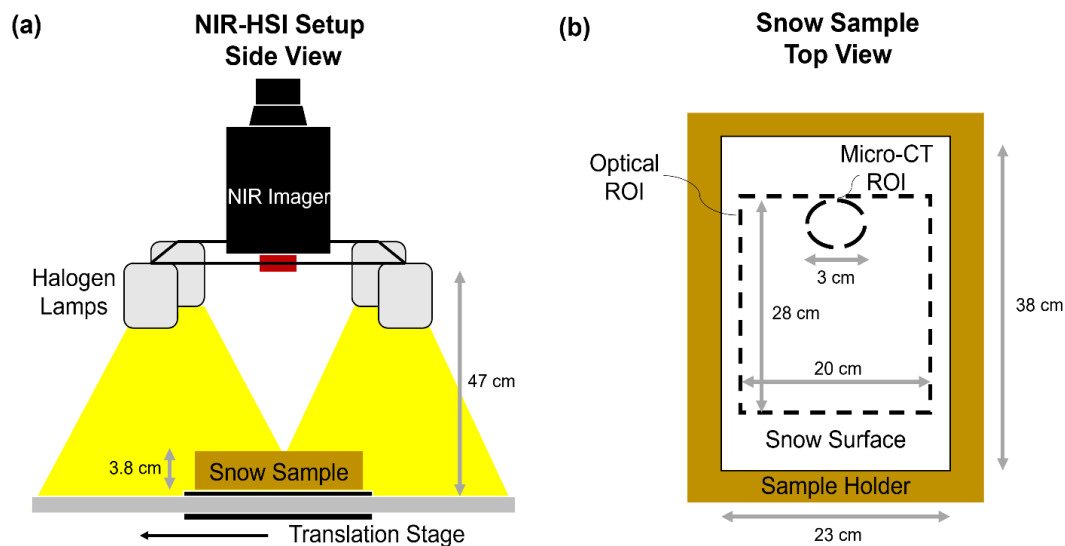 (a)
NIR-HSI Setup
Side View
NIR Imager
Halogen
Lamps
47 cm
3.8 cm
Snow Sample
Translation Stage
(b)
Snow Sample
Top View
Optical
ROI
Micro-CT
ROI
3 cm
28 cm
38 cm
20 cm
Snow Surface
Sample Holder
23 cm